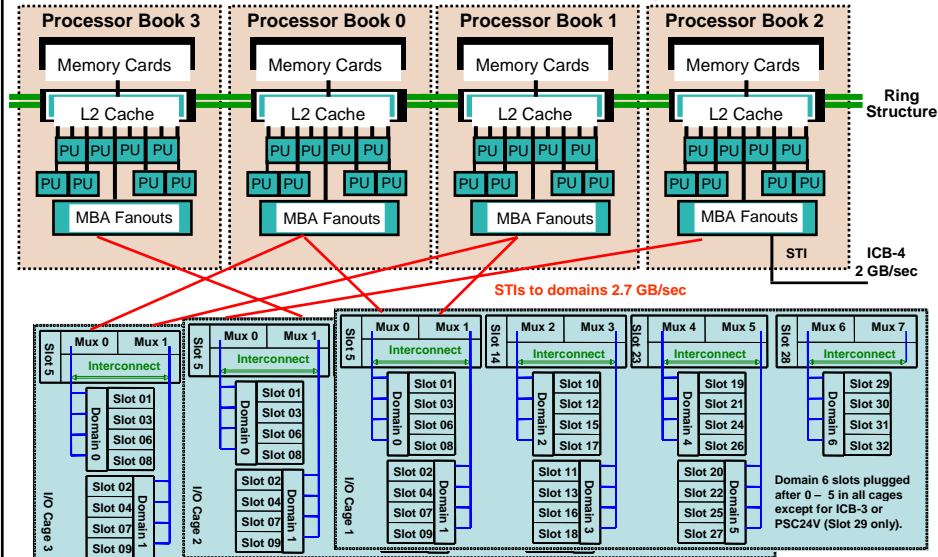 Processor Book 3
Processor Book 0
Processor Book 1
Processor Book 2
Memory Cards
Memory Cards
Memory Cards
Memory Cards
L2 Cache
L2 Cache
L2 Cache
L2 Cache
Ring
Structure
PU PU PU PU
PU PU PU PU
PU PU PU PU
PU PU PU PU
PU PU PU PU
PU PU PU PU
PU PU PU PU
PU PU PU PU
MBA Fanouts
MBA Fanouts
MBA Fanouts
MBA Fanouts
STI
ICB-4
2 GB/sec
STIs to domains 2.7 GB/sec
Slot 5
Mux 0 Mux 1
Interconnect
Domain 0
Slot 01
Slot 03
Slot 06
Slot 08
Slot 02
Slot 04
Slot 07
Slot 09
Domain 1
I/O Cage 3
Slot 5
Mux 0 Mux 1
Interconnect
Domain 0
Slot 01
Slot 03
Slot 06
Slot 08
Slot 02
Slot 04
Slot 07
Slot 09
Domain 1
I/O Cage 2
Slot 5
Mux 0 Mux 1
Interconnect
Domain 0
Slot 01
Slot 03
Slot 06
Slot 08
Slot 02
Slot 04
Slot 07
Slot 09
Domain 1
I/O Cage 1
Slot 14
Mux 2 Mux 3
Interconnect
Domain 2
Slot 10
Slot 12
Slot 15
Slot 17
Slot 11
Slot 13
Slot 16
Slot 18
Domain 3
Slot 23
Mux 4 Mux 5
Interconnect
Domain 4
Slot 19
Slot 21
Slot 24
Slot 26
Slot 20
Slot 22
Slot 25
Slot 27
Domain 5
Slot 28
Mux 6 Mux 7
Interconnect
Domain 6
Slot 29
Slot 30
Slot 31
Slot 32
Domain 6 slots plugged
after 0 – 5 in all cages
except for ICB-3 or
PSC24V (Slot 29 only).